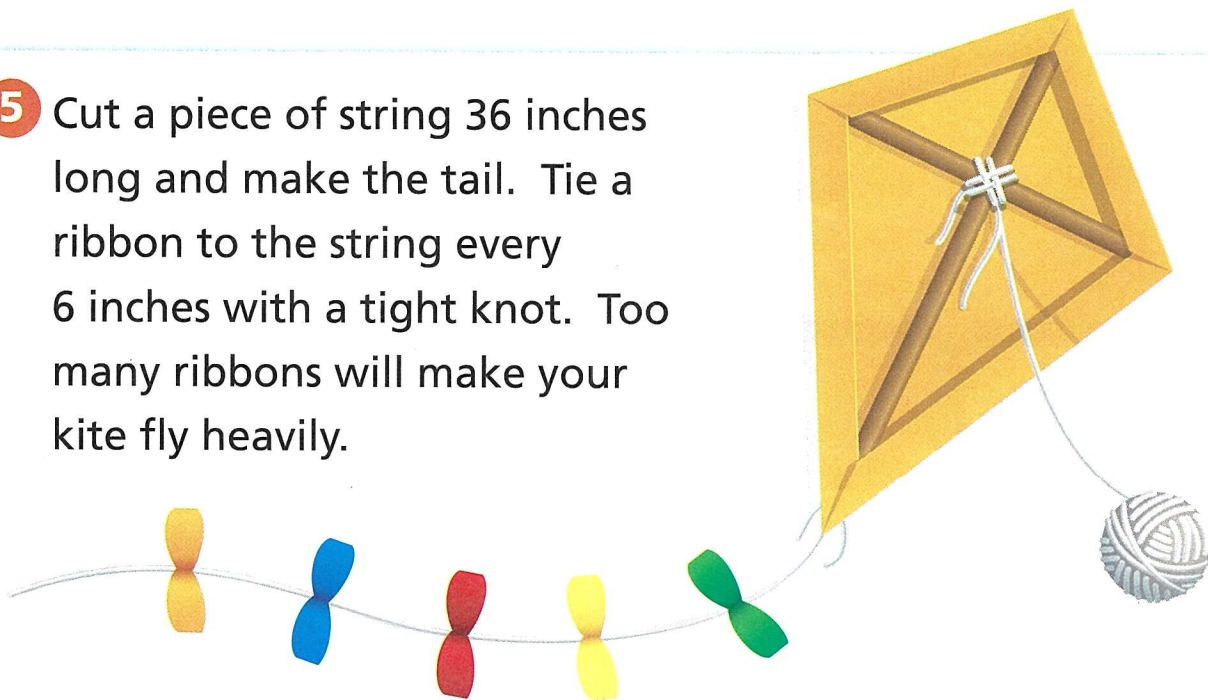 5 Cut a piece of string 36 inches
long and make the tail. Tie a
ribbon to the string every
6 inches with a tight knot. Too
many ribbons will make your
kite fly heavily.